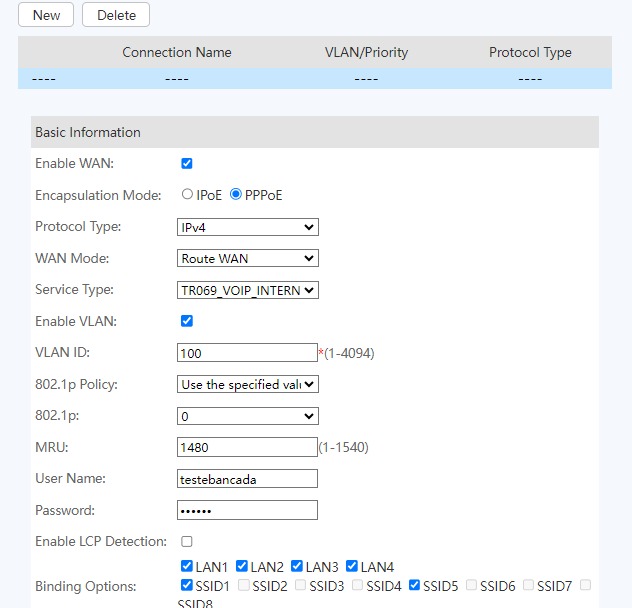 New Delete
Connection Name VLAN/Priority Protocol Type
---- ---- ---- ----
Basic Information
Enable WAN:
Encapsulation Mode: IPoE PPPoE
Protocol Type: IPv4
WAN Mode: Route WAN
Service Type: TR069_VOIP_INTERN
Enable VLAN:
VLAN ID: 100 *(1-4094)
802.1p Policy: Use the specified valu
802.1p: 0
MRU: 1480 (1-1540)
User Name: testebancada
Password: ••••••
Enable LCP Detection:
LAN1 LAN2 LAN3 LAN4
Binding Options: SSID1 SSID2 SSID3 SSID4 SSID5 SSID6 SSID7
SSID8